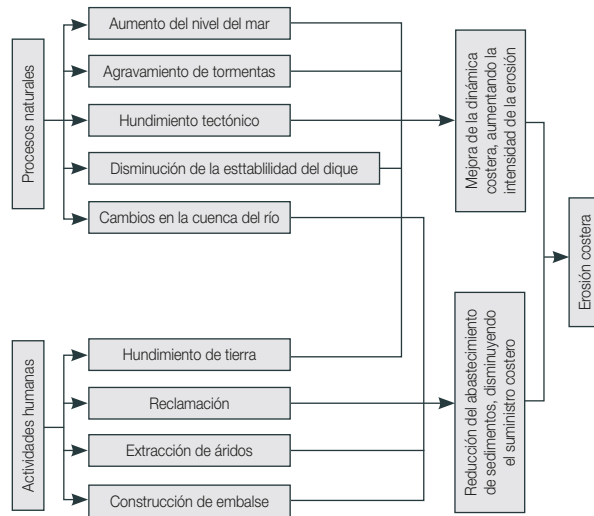 Procesos naturales
Aumento del nivel del mar
Agravamiento de tormentas
Hundimiento tectónico
Disminución de la esttablilidad del dique
Cambios en la cuenca del río
Mejora de la dinámica
costera, aumentando la
intensidad de la erosión
Erosión costera
Actividades humanas
Hundimiento de tierra
Reclamación
Extracción de áridos
Construcción de embalse
Reducción del abastecimiento
de sedimentos, disminuyendo
el suministro costero